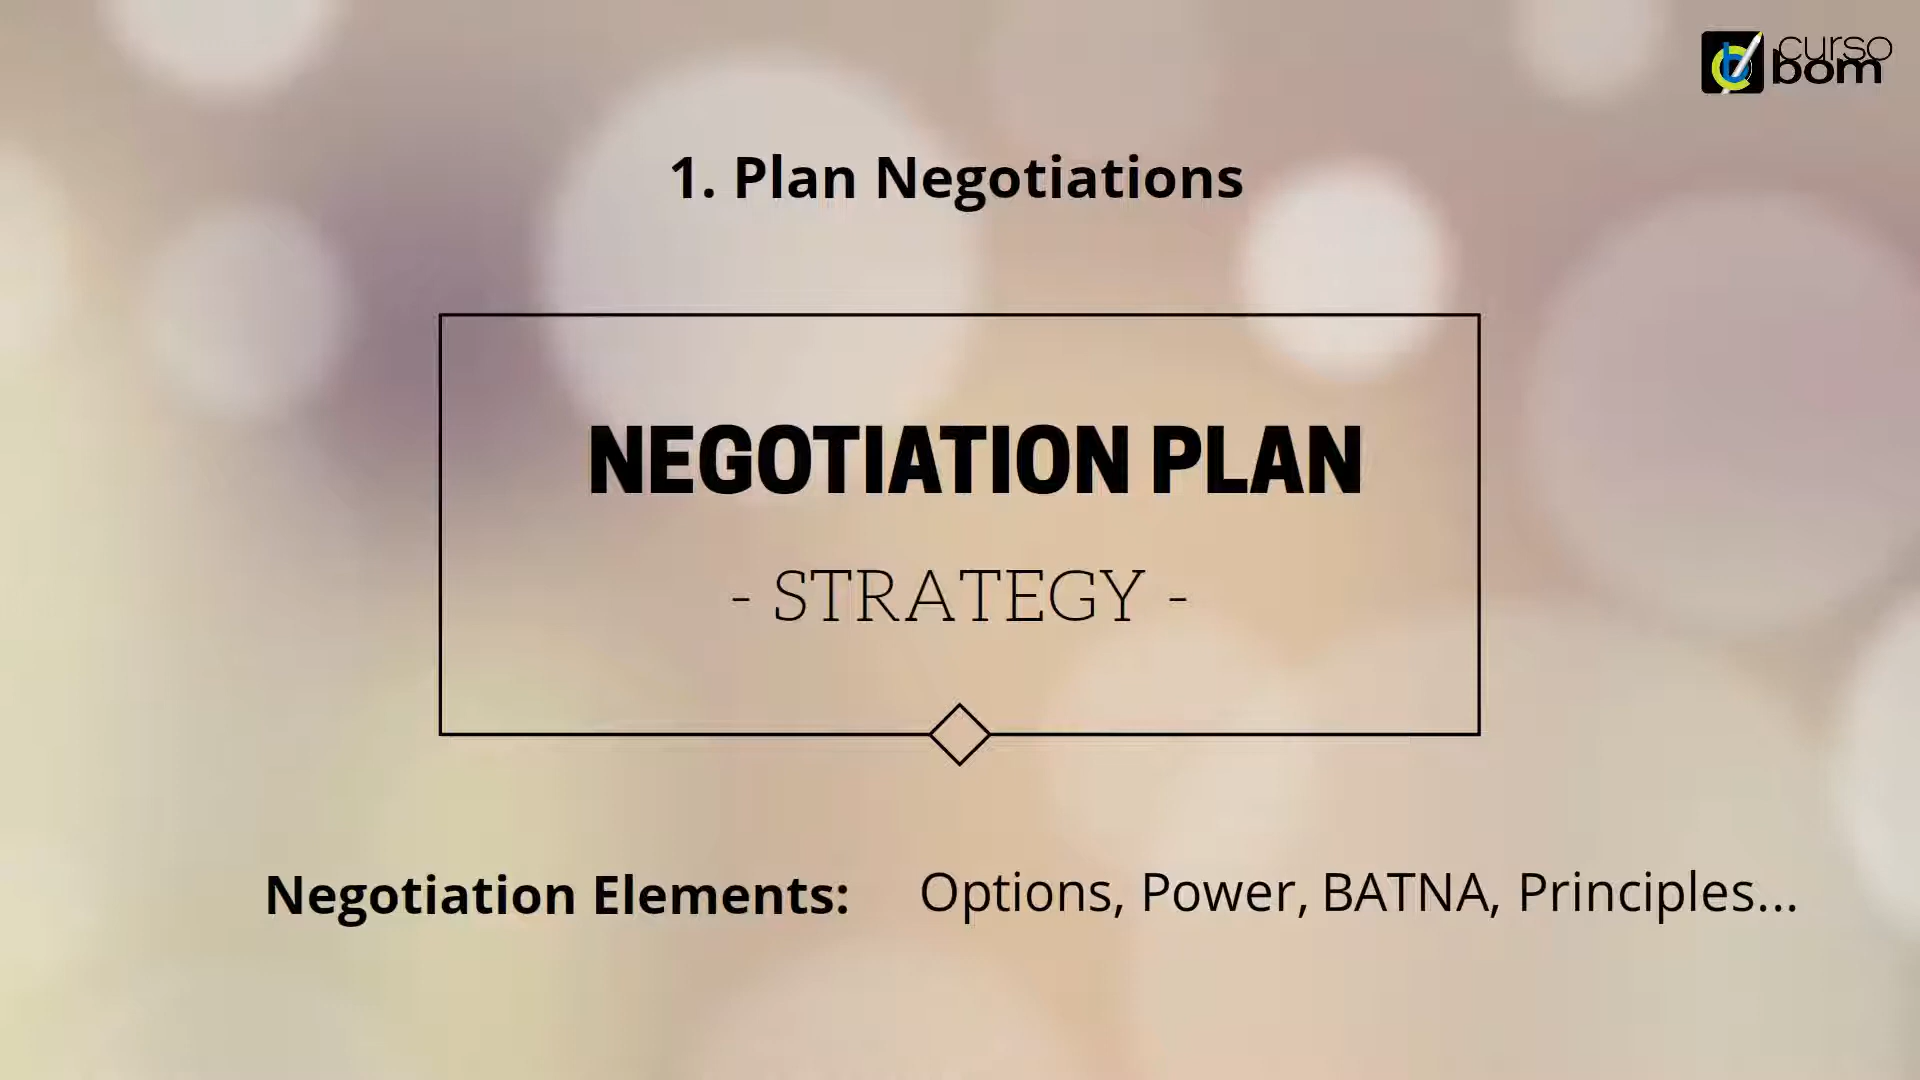 curso
bom
1. Plan Negotiations
NEGOTIATION PLAN
- STRATEGY -
Negotiation Elements: Options, Power, BATNA, Principles...